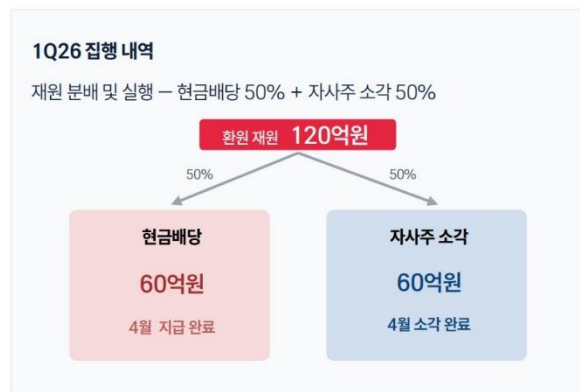 1Q26 집행 내역
재원 분배 및 실행 – 현금배당 50% + 자사주 소각 50%
환원 재원 120억원
50%
50%
현금배당
60억원
4월 지급 완료
자사주 소각
60억원
4월 소각 완료